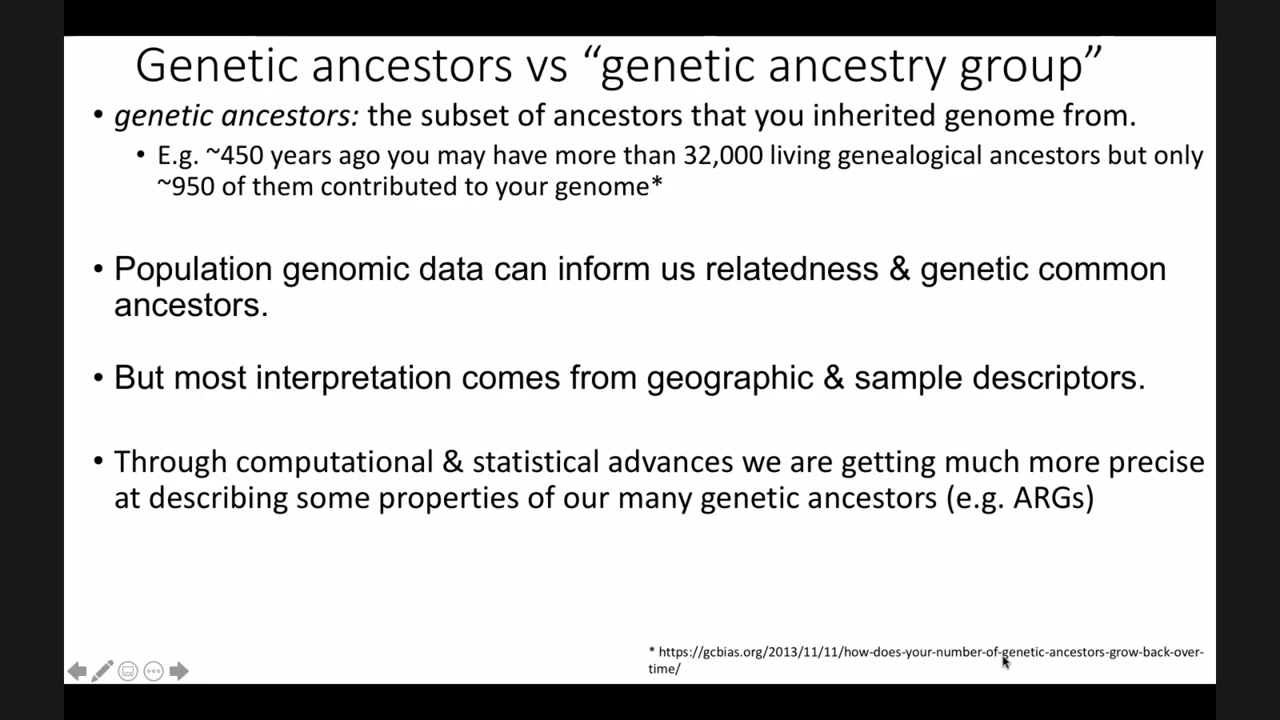 Genetic ancestors vs “genetic ancestry group”
• genetic ancestors: the subset of ancestors that you inherited genome from.
• E.g. ~450 years ago you may have more than 32,000 living genealogical ancestors but only
~950 of them contributed to your genome*
• Population genomic data can inform us relatedness & genetic common
ancestors.
• But most interpretation comes from geographic & sample descriptors.
• Through computational & statistical advances we are getting much more precise
at describing some properties of our many genetic ancestors (e.g. ARGs)
* https://gcbias.org/2013/11/11/how-does-your-number-of-genetic-ancestors-grow-back-over-
time/